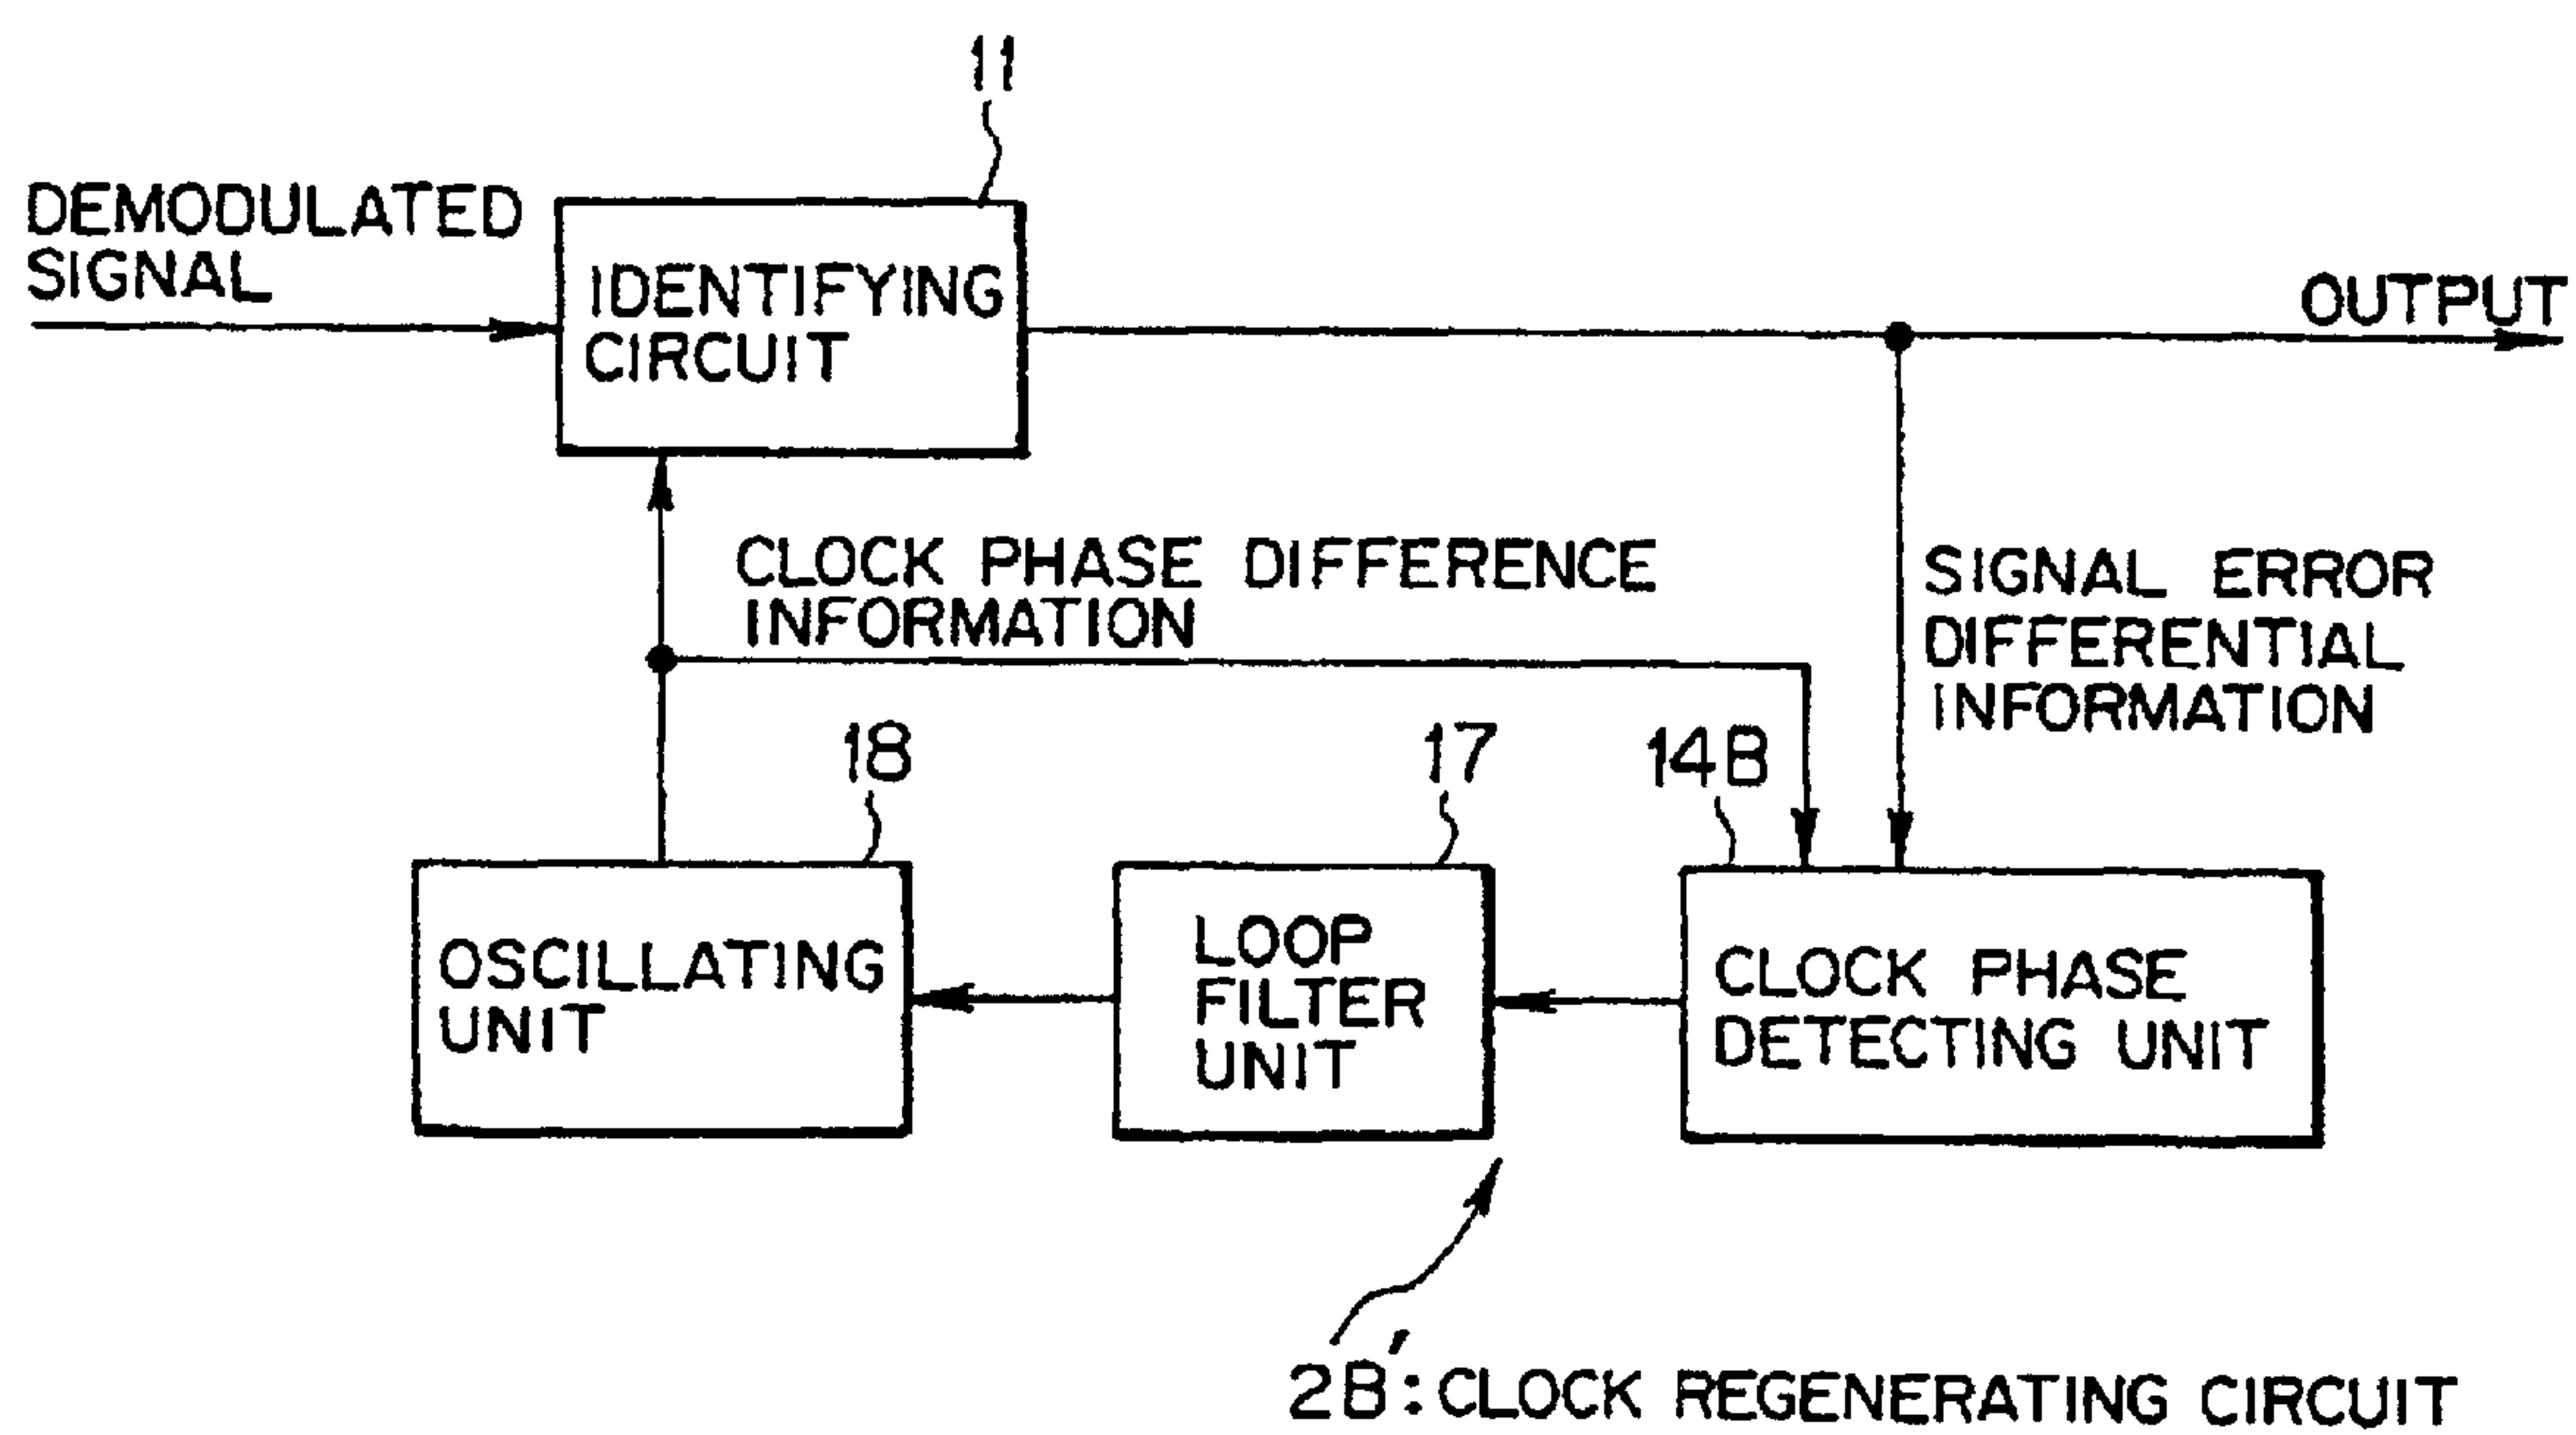 11
DEMODULATED
SIGNAL
IDENTIFYING
CIRCUIT
OUTPUT
CLOCK PHASE DIFFERENCE
INFORMATION
SIGNAL ERROR
DIFFERENTIAL
INFORMATION
18
17
14B
OSCILLATING
UNIT
LOOP
FILTER
UNIT
CLOCK PHASE
DETECTING UNIT
2B': CLOCK REGENERATING CIRCUIT